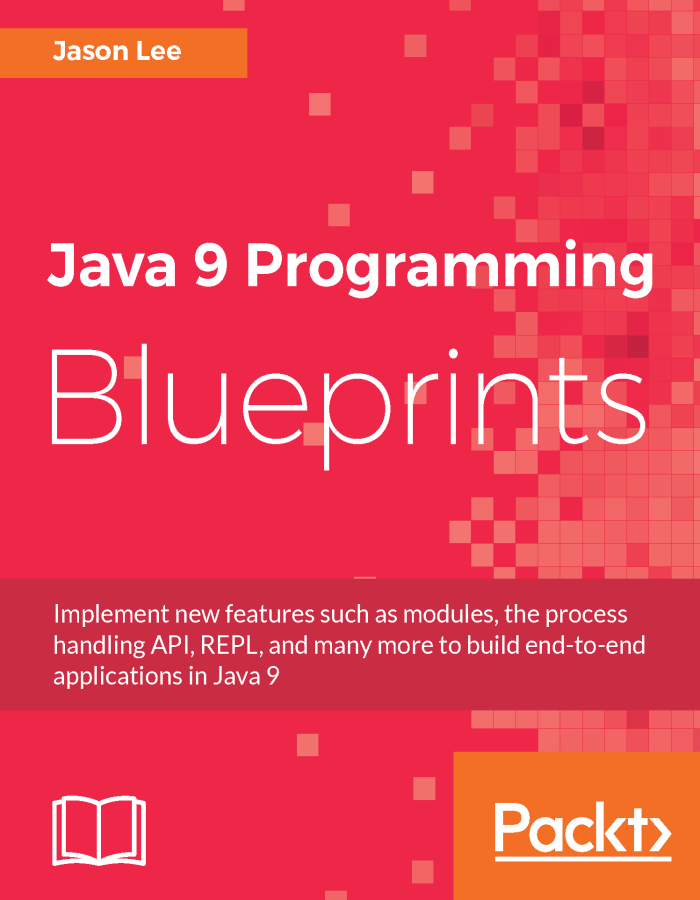 Jason Lee
Java 9 Programming
Blueprints
Implement new features such as modules, the process
handling API, REPL, and many more to build end-to-end
applications in Java 9
Packt>